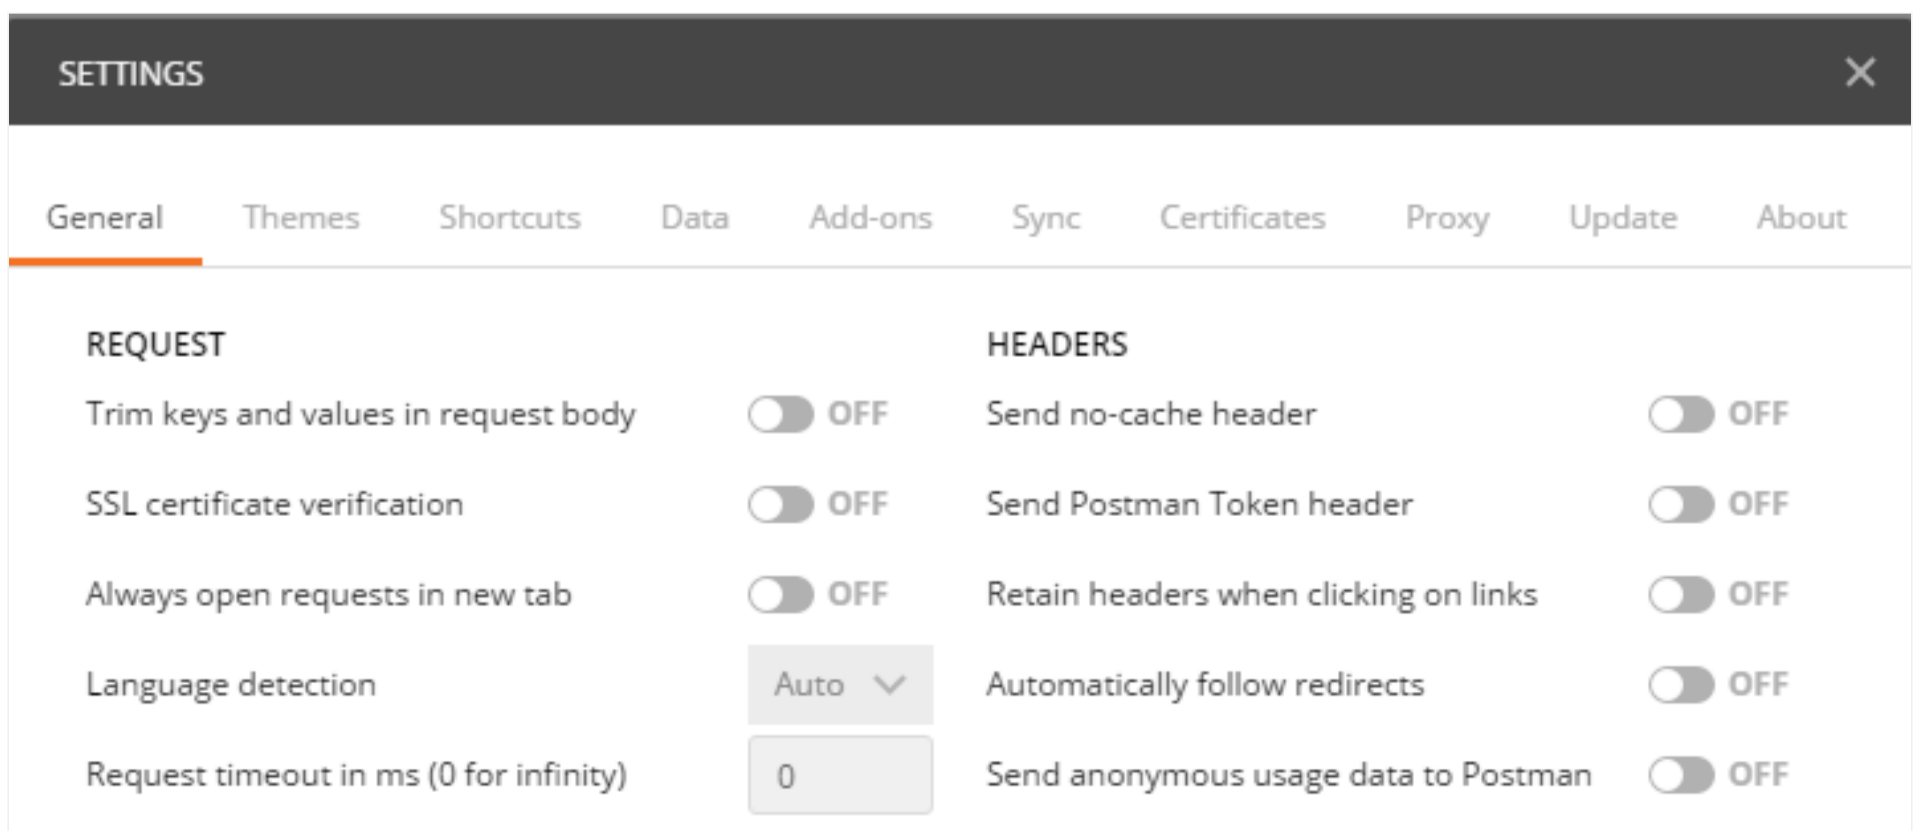 SETTINGS
General Themes Shortcuts Data Add-ons Sync Certificates Proxy Update About
REQUEST
Trim keys and values in request body OFF
SSL certificate verification OFF
Always open requests in new tab OFF
Language detection Auto
Request timeout in ms (0 for infinity) 0
HEADERS
Send no-cache header OFF
Send Postman Token header OFF
Retain headers when clicking on links OFF
Automatically follow redirects OFF
Send anonymous usage data to Postman OFF